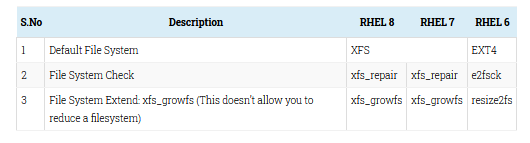 S.No Description RHEL 8 RHEL 7 RHEL 6
1 Default File System XFS EXT4
2 File System Check xfs_repair xfs_repair e2fsck
3 File System Extend: xfs_growfs (This doesn't allow you to xfs_growfs xfs_growfs resize2fs
reduce a filesystem)